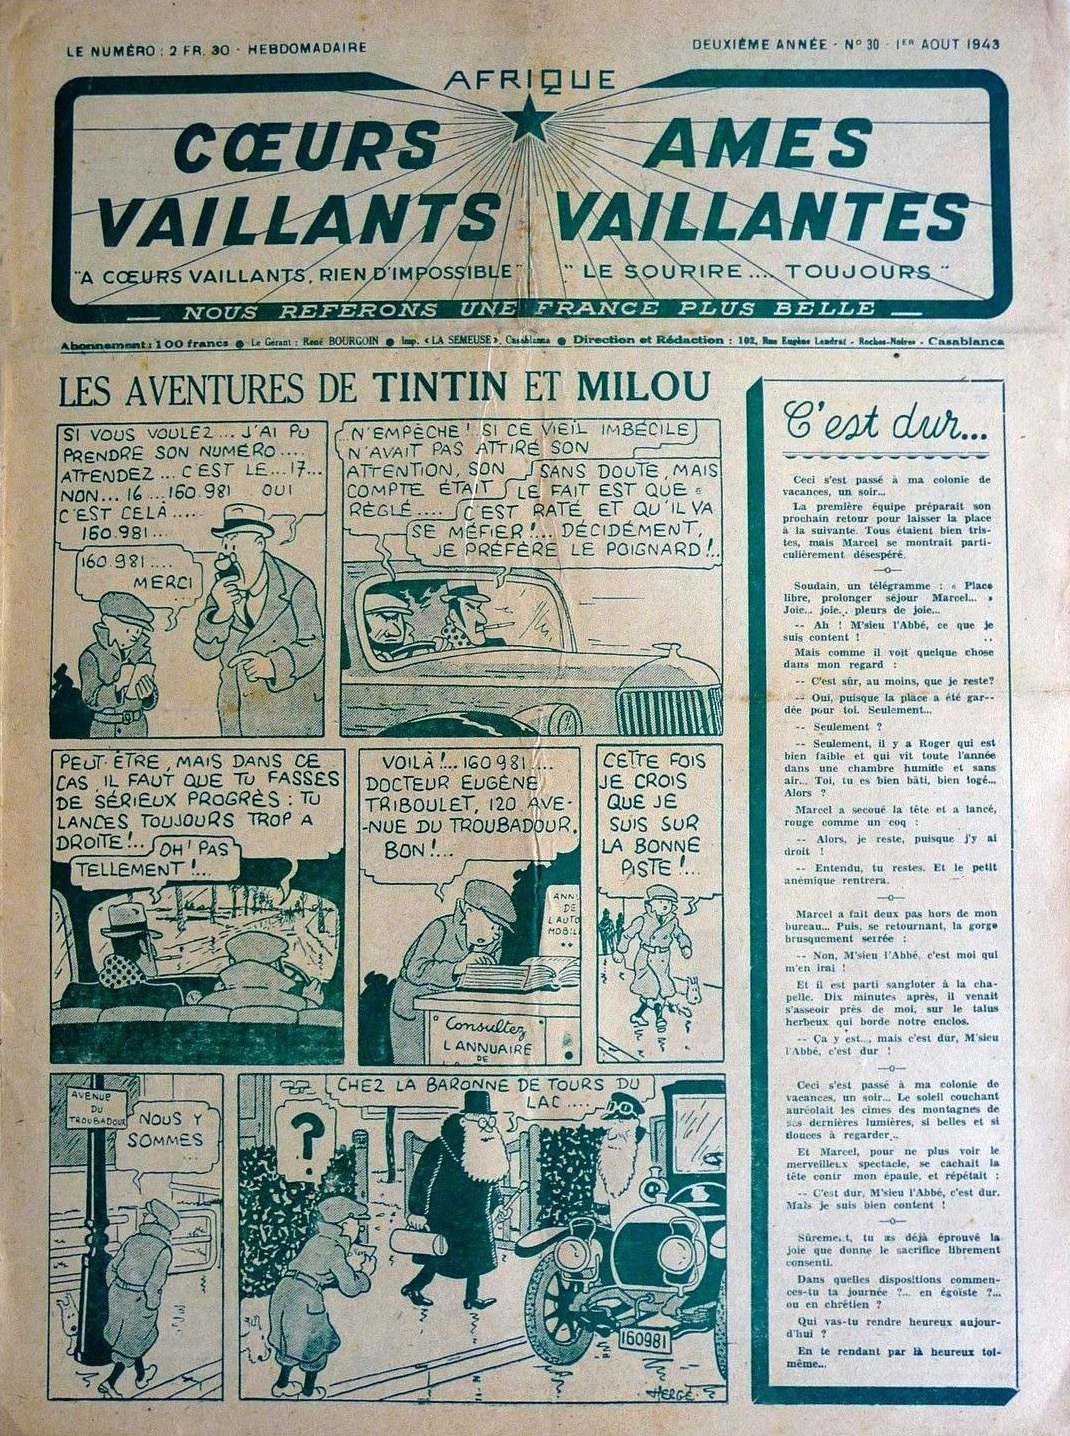 LE NUMÉRO : 2 FR. 30 - HEBDOMADAIRE
DEUXIÈME ANNÉE - N° 30 - 1ER AOUT 1943
AFRIQUE
CŒURS
VAILLANTS
AMES
VAILLANTES
"A CŒURS VAILLANTS, RIEN D'IMPOSSIBLE"
"LE SOURIRE.... TOUJOURS"
NOUS REFERONS UNE FRANCE PLUS BELLE
Abonnement : 100 francs ● Le Gérant : René BOURGOIN ● Imp. « LA SEMEUSE », Casablanca ● Direction et Rédaction : 102, Rue Eugène Lendrat - Roches-Noires - Casablanca
LES AVENTURES DE TINTIN ET MILOU
SI VOUS VOULEZ... J'AI PU
PRENDRE SON NUMÉRO....
ATTENDEZ... C'EST LE...17...
NON... 16...160.981 OUI
C'EST CELÀ.....
160.981...
160 981....
MERCI
N'EMPÈCHE! SI CE VIEIL IMBÉCILE
N'AVAIT PAS ATTIRÉ SON
ATTENTION, SON
COMPTE ÉTAIT
RÉGLÉ....
SANS DOUTE, MAIS
LE FAIT EST QUE
C'EST RATÉ ET QU'IL VA
SE MÉFIER!... DÉCIDÉMENT,
JE PRÉFÈRE LE POIGNARD!..
PEUT-ÊTRE, MAIS DANS CE
CAS, IL FAUT QUE TU FASSES
DE SÉRIEUX PROGRÈS : TU
LANCES TOUJOURS TROP A
DROITE!..
OH! PAS
TELLEMENT!...
VOILÀ!... 160 981 ....
DOCTEUR EUGÈNE
TRIBOULET, 120 AVE-
-NUE DU TROUBADOUR.
BON!...
ANNU
DE
L'AUTO
MOBILE
Consultez
L'ANNUAIRE
DE
CETTE FOIS
JE CROIS
QUE JE
SUIS SUR
LA BONNE
PISTE!...
AVENUE
DU
TROUBADOUR
NOUS Y
SOMMES
...
?
CHEZ LA BARONNE DE TOURS DU
LAC ....
160981
HERGÉ
C'est dur...
Ceci s'est passé à ma colonie de
vacances, un soir...
La première équipe préparait son
prochain retour pour laisser la place
à la suivante. Tous étaient bien tris-
tes, mais Marcel se montrait parti-
culièrement désespéré.
—o—
Soudain, un télégramme : « Place
libre, prolonger séjour Marcel... »
Joie... joie... pleurs de joie...
-- Ah ! M'sieu l'Abbé, ce que je
suis content !
Mais comme il voit quelque chose
dans mon regard :
-- C'est sûr, au moins, que je reste?
-- Oui, puisque la place a été gar--
dée pour toi. Seulement...
-- Seulement ?
-- Seulement, il y a Roger qui est
bien faible et qui vit toute l'année
dans une chambre humide et sans
air... Toi, tu es bien bâti, bien logé...
Alors ?
Marcel a secoué la tête et a lancé,
rouge comme un coq :
-- Alors, je reste, puisque j'y ai
droit !
-- Entendu, tu restes. Et le petit
anémique rentrera.
—o—
Marcel a fait deux pas hors de mon
bureau... Puis, se retournant, la gorge
brusquement serrée :
-- Non, M'sieu l'Abbé, c'est moi qui
m'en irai !
Et il est parti sangloter à la cha-
pelle. Dix minutes après, il venait
s'asseoir près de moi, sur le talus
herbeux qui borde notre enclos.
-- Ça y est..., mais c'est dur, M'sieu
l'Abbé, c'est dur !
—o—
Ceci s'est passé à ma colonie de
vacances, un soir... Le soleil couchant
auréolait les cimes des montagnes de
ses dernières lumières, si belles et si
douces à regarder...
Et Marcel, pour ne plus voir le
merveilleux spectacle, se cachait la
tête contr mon épaule, et répétait :
-- C'est dur, M'sieu l'Abbé, c'est dur.
Mais je suis bien content !
—o—
Sûrement, tu as déjà éprouvé la
joie que donne le sacrifice librement
consenti.
Dans quelles dispositions commen-
ces-tu ta journée ?... en égoïste ?...
ou en chrétien ?
Qui vas-tu rendre heureux aujour-
d'hui ?
En te rendant par là heureux toi-
même...